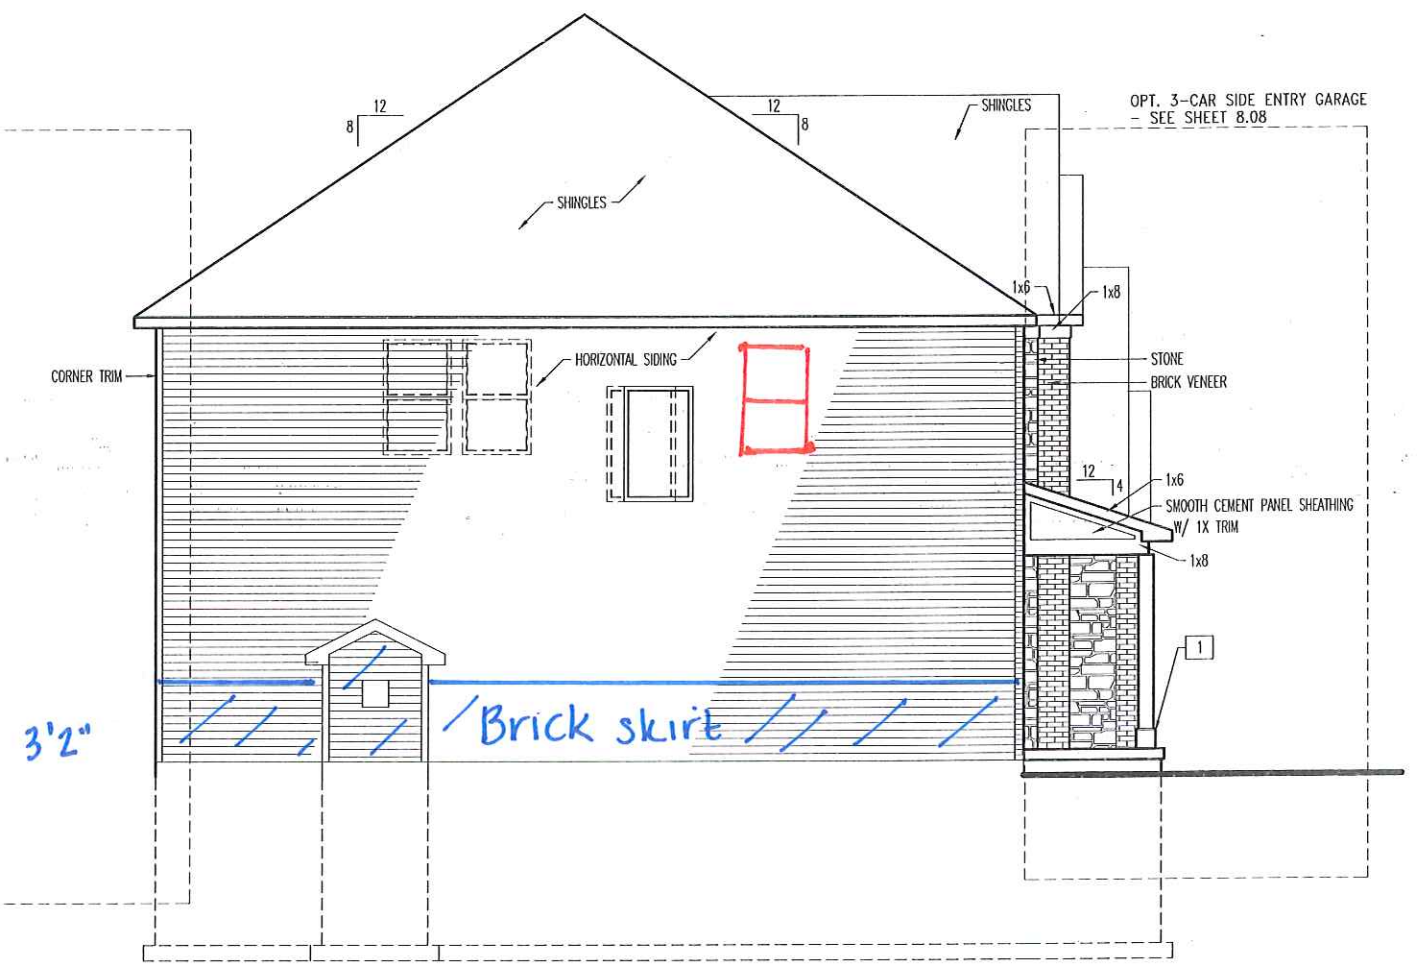 OPT. 3-CAR SIDE ENTRY GARAGE
- SEE SHEET 8.08
12
8
12
8
SHINGLES
SHINGLES
1x6
1x8
HORIZONTAL SIDING
STONE
CORNER TRIM
BRICK VENEER
12
4
1x6
SMOOTH CEMENT PANEL SHEATHING
W/ 1X TRIM
1x8
1
Brick skirt
3'2"